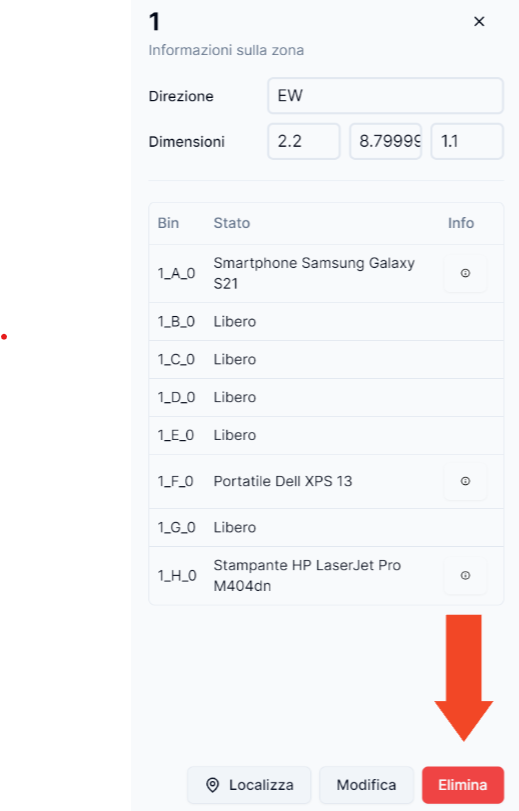 1
Informazioni sulla zona
Direzione EW
Dimensioni 2.2 8.79999 1.1
Bin Stato Info
1_A_0 Smartphone Samsung Galaxy
S21
1_B_0 Libero
1_C_0 Libero
1_D_0 Libero
1_E_0 Libero
1_F_0 Portatile Dell XPS 13
1_G_0 Libero
1_H_0 Stampante HP LaserJet Pro
M404dn
Localizza Modifica Elimina